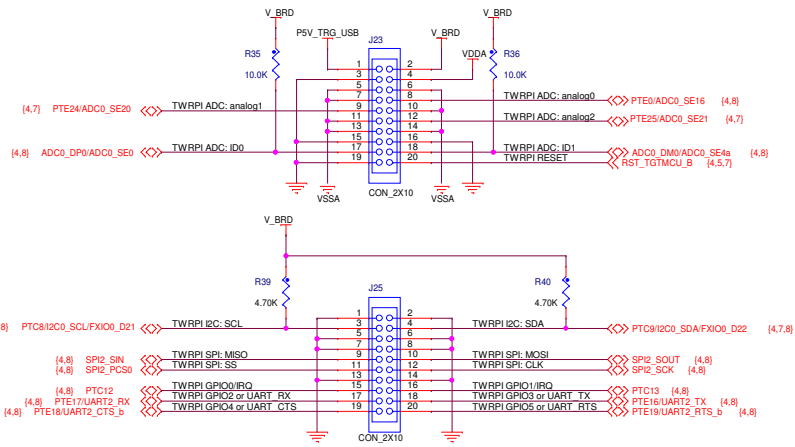 V_BRD
V_BRD
P5V_TRG_USB
V_BRD
J23
R35
VDDA
R36
10.0K
10.0K
1 2
3 4
5 6
7 8
9 10
11 12
13 14
15 16
17 18
19 20
TWRPI ADC: analog0
PTE0/ADC0_SE16 {4,8}
{4,7} PTE24/ADC0_SE20
TWRPI ADC: analog1
TWRPI ADC: analog2
PTE25/ADC0_SE21 {4,7}
{4,8} ADC0_DP0/ADC0_SE0
TWRPI ADC: ID0
TWRPI ADC: ID1
ADC0_DM0/ADC0_SE4a {4,8}
TWRPI RESET
RST_TGTMCU_B {4,5,7}
VSSA
CON_2X10
VSSA
V_BRD
R39
J25
R40
4.70K
4.70K
1 2
3 4
5 6
7 8
9 10
11 12
13 14
15 16
17 18
19 20
8} PTC8/I2C0_SCL/FXIO0_D21
TWRPI I2C: SCL
TWRPI I2C: SDA
PTC9/I2C0_SDA/FXIO0_D22 {4,7,8}
{4,8} SPI2_SIN
TWRPI SPI: MISO
TWRPI SPI: MOSI
SPI2_SOUT {4,8}
{4,8} SPI2_PCS0
TWRPI SPI: SS
TWRPI SPI: CLK
SPI2_SCK {4,8}
{4,8} PTC12
TWRPI GPIO0/IRQ
TWRPI GPIO1/IRQ
PTC13 {4,8}
{4,8} PTE17/UART2_RX
TWRPI GPIO2 or UART_RX
TWRPI GPIO3 or UART_TX
PTE16/UART2_TX {4,8}
{4,8} PTE18/UART2_CTS_b
TWRPI GPIO4 or UART_CTS
TWRPI GPIO5 or UART_RTS
PTE19/UART2_RTS_b {4,8}
CON_2X10